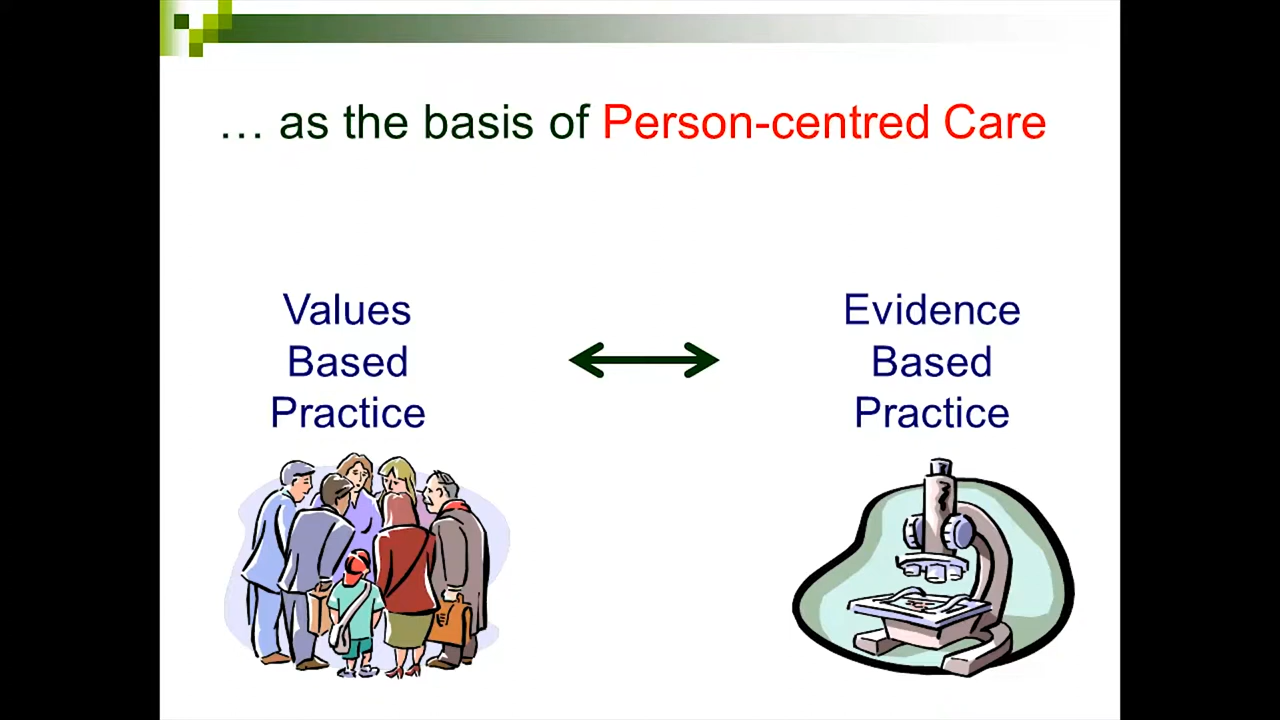 … as the basis of Person-centred Care
Values
Based
Practice
Evidence
Based
Practice